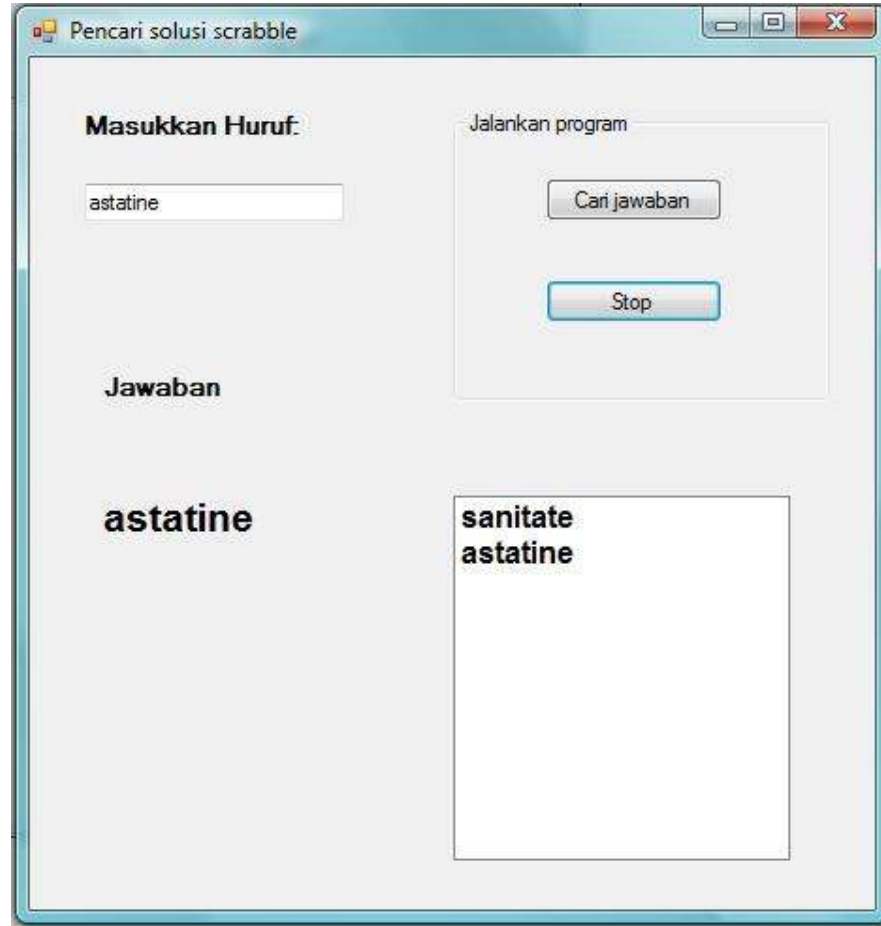 Pencari solusi scrabble
Masukkan Huruf:
astatine
Jalankan program
Cari jawaban
Stop
Jawaban
astatine
sanitate
astatine